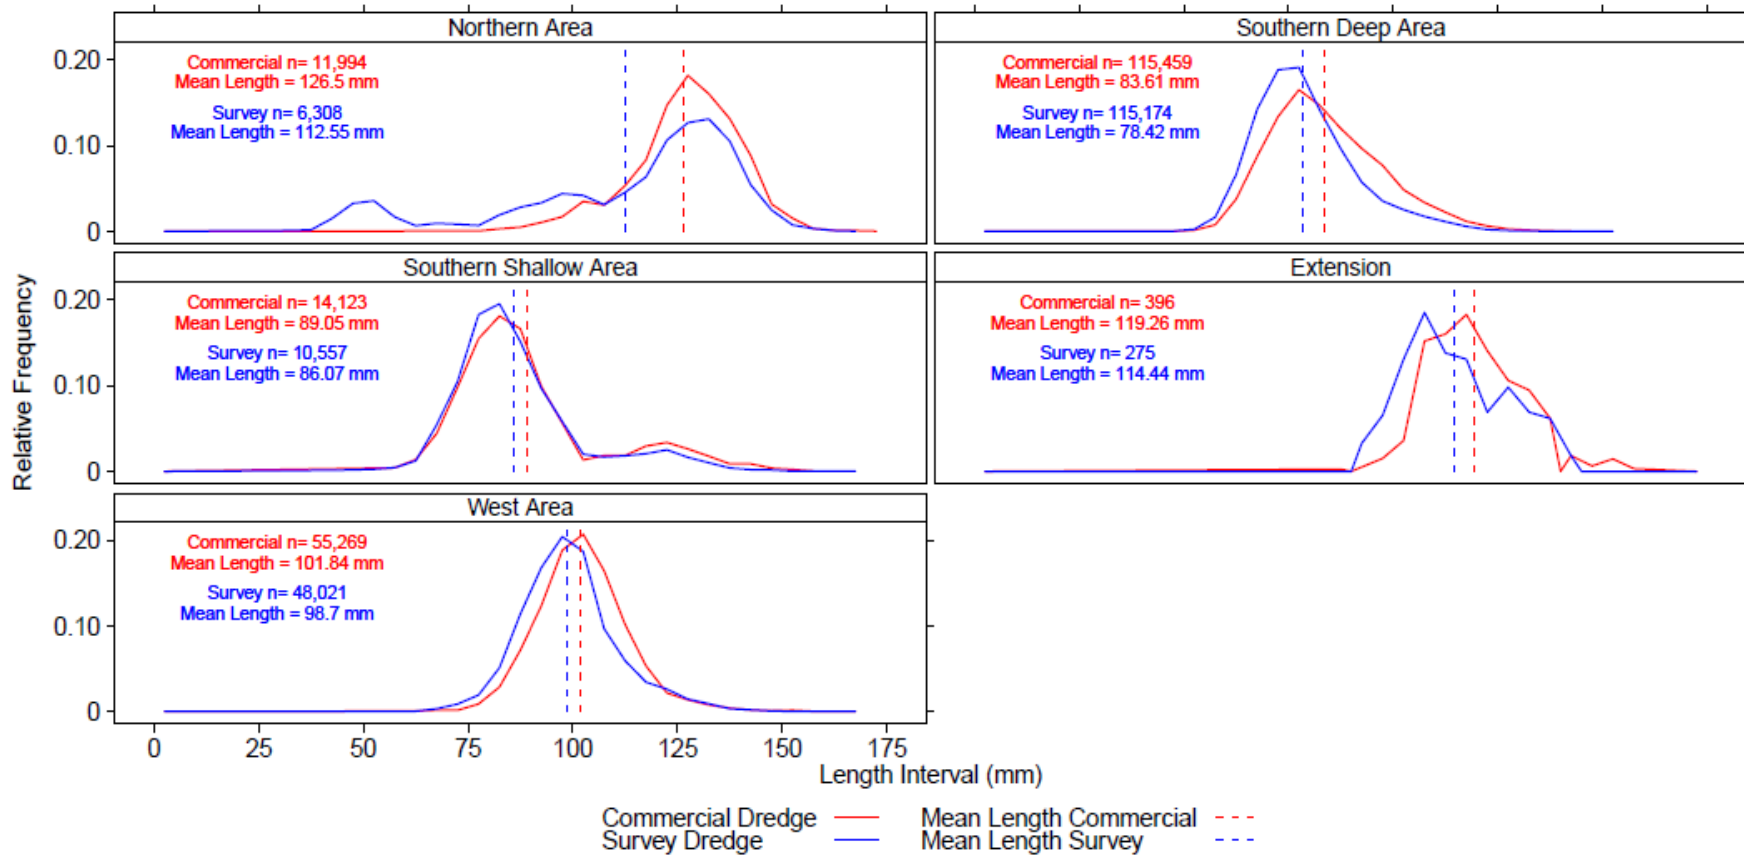 Northern Area
Commercial n= 11,994
Mean Length = 126.5 mm
Survey n= 6,308
Mean Length = 112.55 mm
0.20
0.10
0
Southern Deep Area
Commercial n= 115,459
Mean Length = 83.61 mm
Survey n= 115,174
Mean Length = 78.42 mm
Southern Shallow Area
Commercial n= 14,123
Mean Length = 89.05 mm
Survey n= 10,557
Mean Length = 86.07 mm
0.20
0.10
0
Extension
Commercial n= 396
Mean Length = 119.26 mm
Survey n= 275
Mean Length = 114.44 mm
West Area
Commercial n= 55,269
Mean Length = 101.84 mm
Survey n= 48,021
Mean Length = 98.7 mm
0.20
0.10
0
Relative Frequency
0 25 50 75 100 125 150 175
Length Interval (mm)
Commercial Dredge Mean Length Commercial
Survey Dredge Mean Length Survey